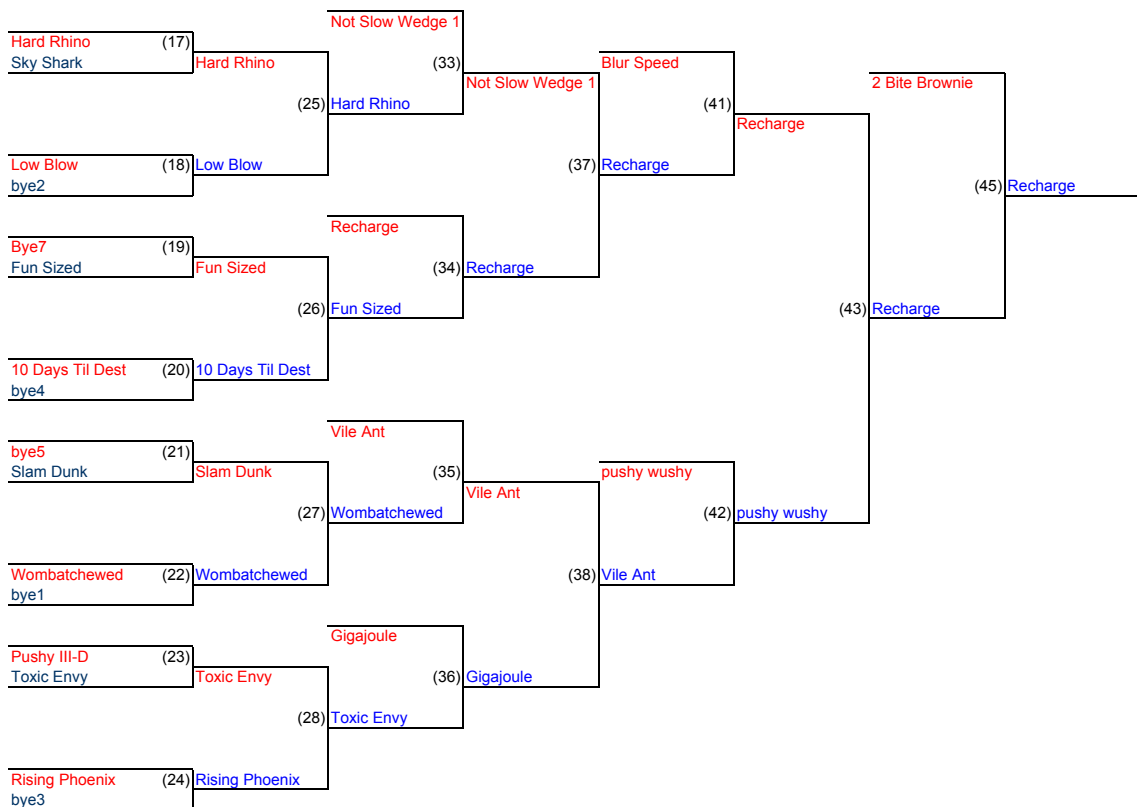 Not Slow Wedge 1
Hard Rhino (17)
Sky Shark
Hard Rhino
(33)
Blur Speed
Not Slow Wedge 1
2 Bite Brownie
(25) Hard Rhino
(41)
Recharge
Low Blow (18) Low Blow
bye2
(37) Recharge
(45) Recharge
Recharge
Bye7 (19)
Fun Sized
Fun Sized
(34) Recharge
(26) Fun Sized
(43) Recharge
10 Days Til Dest (20) 10 Days Til Dest
bye4
Vile Ant
bye5 (21)
Slam Dunk
Slam Dunk
(35)
pushy wushy
Vile Ant
(27) Wombatchewed
(42) pushy wushy
Wombatchewed (22) Wombatchewed
bye1
(38) Vile Ant
Gigajoule
Pushy III-D (23)
Toxic Envy
Toxic Envy
(36) Gigajoule
(28) Toxic Envy
Rising Phoenix (24) Rising Phoenix
bye3